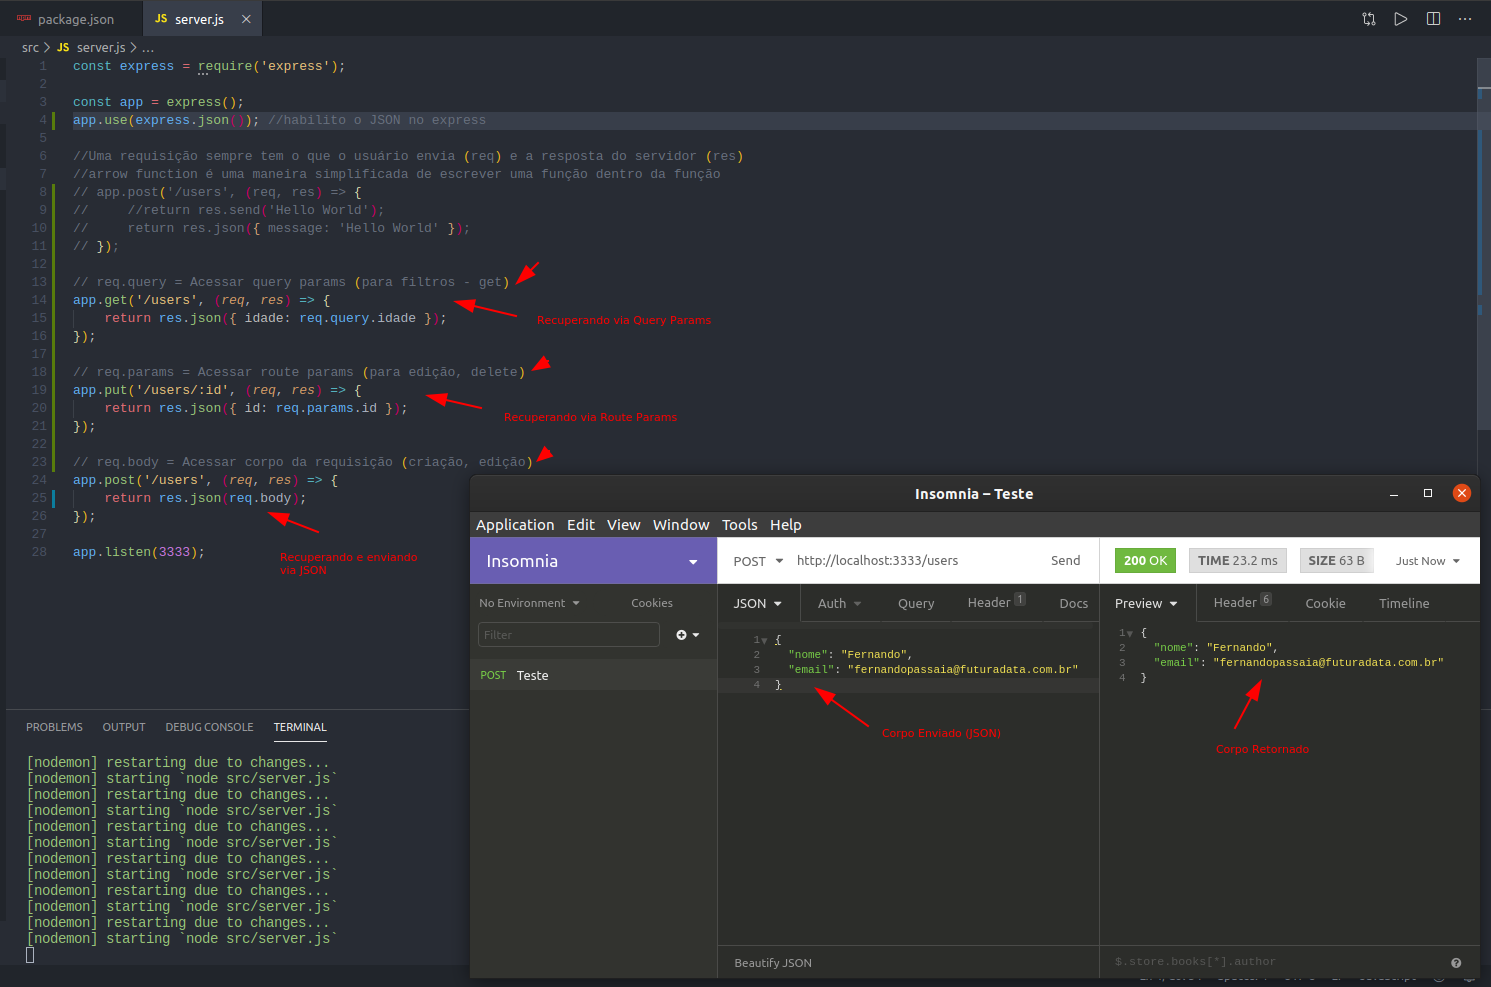 package.json
JS server.js ×
src > JS server.js > ...
1 const express = require('express');
2
3 const app = express();
4 app.use(express.json()); //habilito o JSON no express
5
6 //Uma requisição sempre tem o que o usuário envia (req) e a resposta do servidor (res)
7 //arrow function é uma maneira simplificada de escrever uma função dentro da função
8 // app.post('/users', (req, res) => {
9 //     //return res.send('Hello World');
10 //     return res.json({ message: 'Hello World' });
11 // });
12
13 // req.query = Acessar query params (para filtros - get)
14 app.get('/users', (req, res) => {
15     return res.json({ idade: req.query.idade });
Recuperando via Query Params
16 });
17
18 // req.params = Acessar route params (para edição, delete)
19 app.put('/users/:id', (req, res) => {
20     return res.json({ id: req.params.id });
Recuperando via Route Params
21 });
22
23 // req.body = Acessar corpo da requisição (criação, edição)
24 app.post('/users', (req, res) => {
25     return res.json(req.body);
26 });
27
28 app.listen(3333);
Recuperando e enviando
via JSON
PROBLEMS OUTPUT DEBUG CONSOLE TERMINAL
[nodemon] restarting due to changes...
[nodemon] starting `node src/server.js`
[nodemon] restarting due to changes...
[nodemon] starting `node src/server.js`
[nodemon] restarting due to changes...
[nodemon] starting `node src/server.js`
[nodemon] restarting due to changes...
[nodemon] starting `node src/server.js`
[nodemon] restarting due to changes...
[nodemon] starting `node src/server.js`
[nodemon] restarting due to changes...
[nodemon] starting `node src/server.js`
Insomnia – Teste
Application Edit View Window Tools Help
Insomnia
POST http://localhost:3333/users Send
200 OK TIME 23.2 ms SIZE 63 B Just Now
No Environment Cookies
Filter
POST Teste
JSON Auth Query Header 1 Docs
1 {
2 "nome": "Fernando",
3 "email": "fernandopassaia@futuradata.com.br"
4 }
Corpo Enviado (JSON)
Beautify JSON
Preview Header 6 Cookie Timeline
1 {
2 "nome": "Fernando",
3 "email": "fernandopassaia@futuradata.com.br"
4 }
Corpo Retornado
$.store.books[*].author